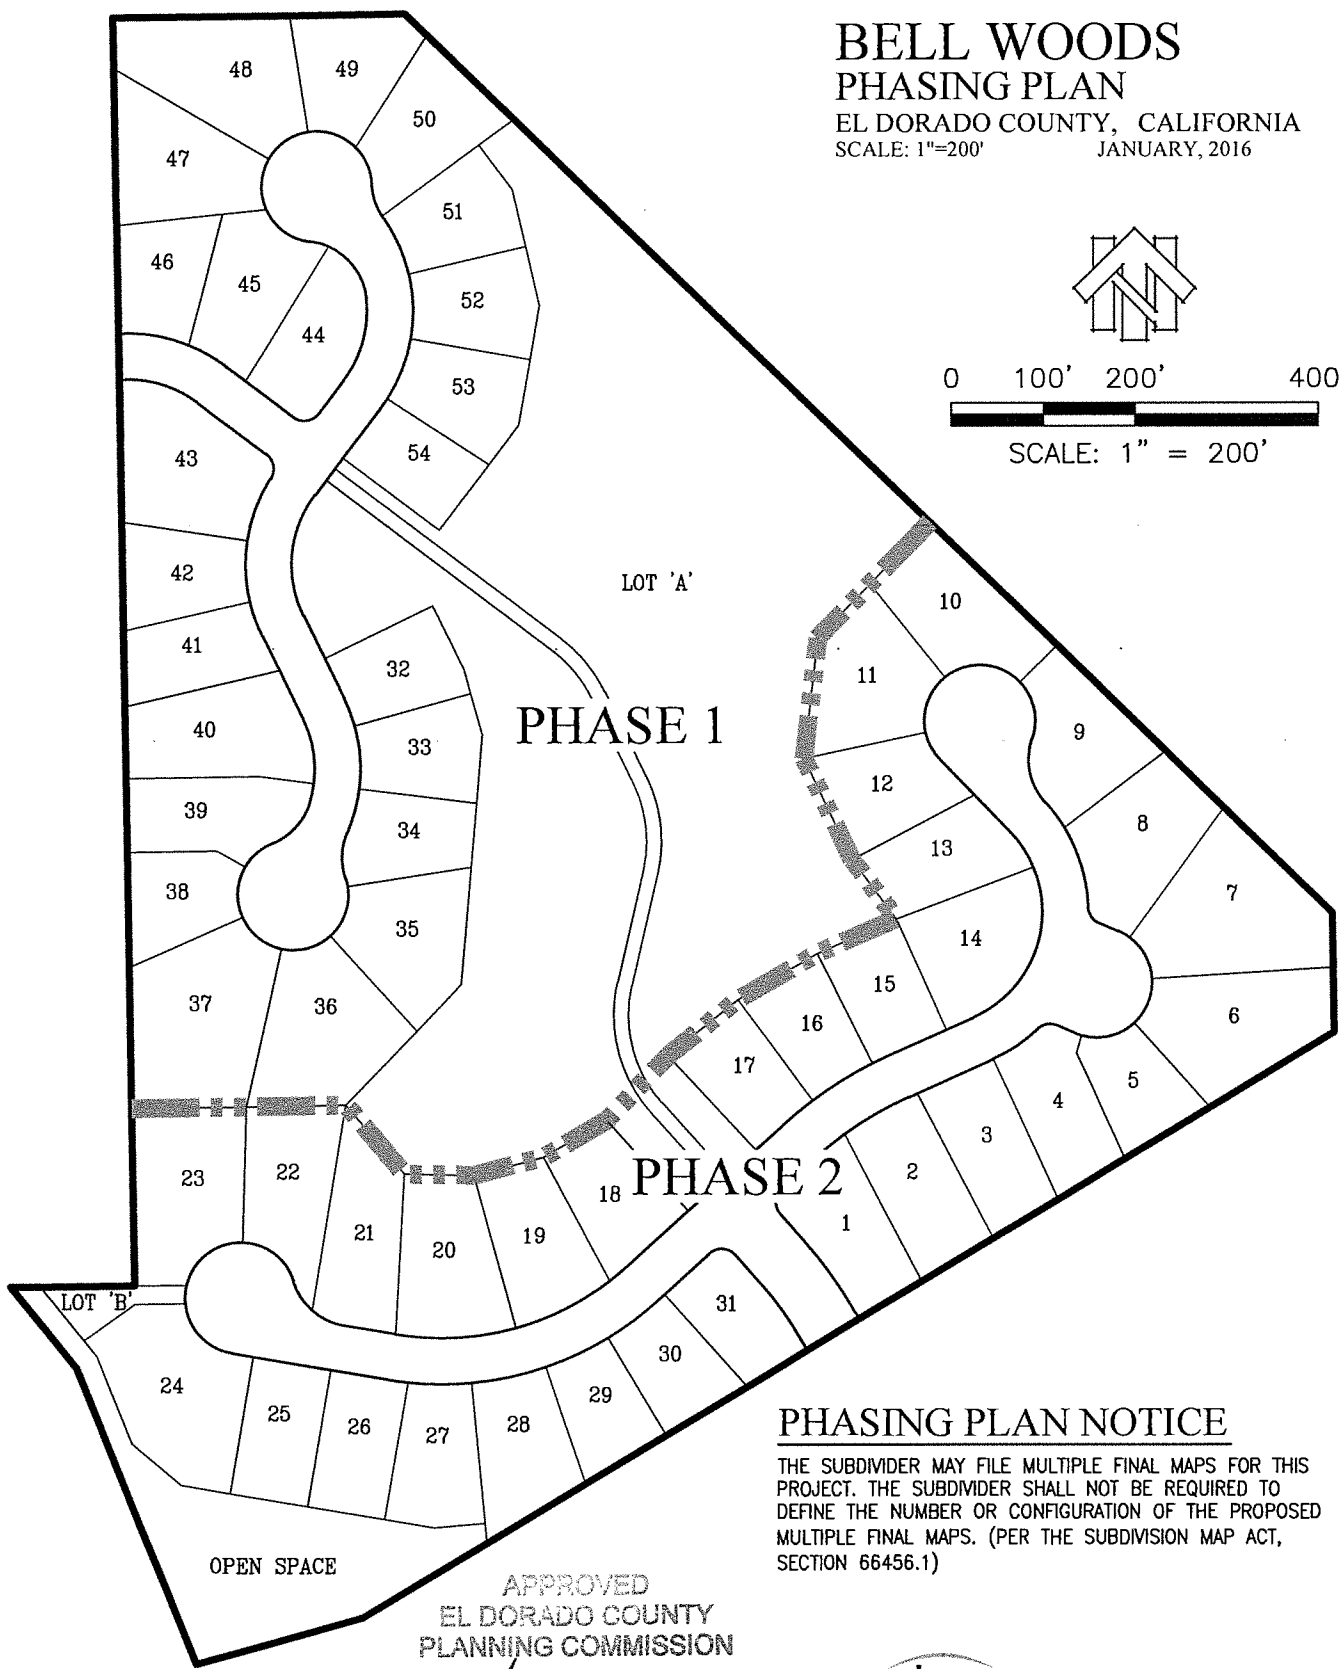 BELL WOODS
PHASING PLAN
EL DORADO COUNTY, CALIFORNIA
SCALE: 1"=200' JANUARY, 2016
N
0 100' 200' 400
SCALE: 1" = 200'
48
49
50
47
51
46
45
52
44
53
54
43
42
LOT 'A'
10
41
32
11
40
33
PHASE 1
9
12
39
34
8
13
38
35
7
14
37
36
15
6
16
17
5
4
3
23
22
2
18
PHASE 2
21
20
19
1
LOT 'B'
31
30
24
29
25
26
27
28
PHASING PLAN NOTICE
THE SUBDIVIDER MAY FILE MULTIPLE FINAL MAPS FOR THIS
PROJECT. THE SUBDIVIDER SHALL NOT BE REQUIRED TO
DEFINE THE NUMBER OR CONFIGURATION OF THE PROPOSED
MULTIPLE FINAL MAPS. (PER THE SUBDIVISION MAP ACT,
SECTION 66456.1)
OPEN SPACE
APPROVED
EL DORADO COUNTY
PLANNING COMMISSION